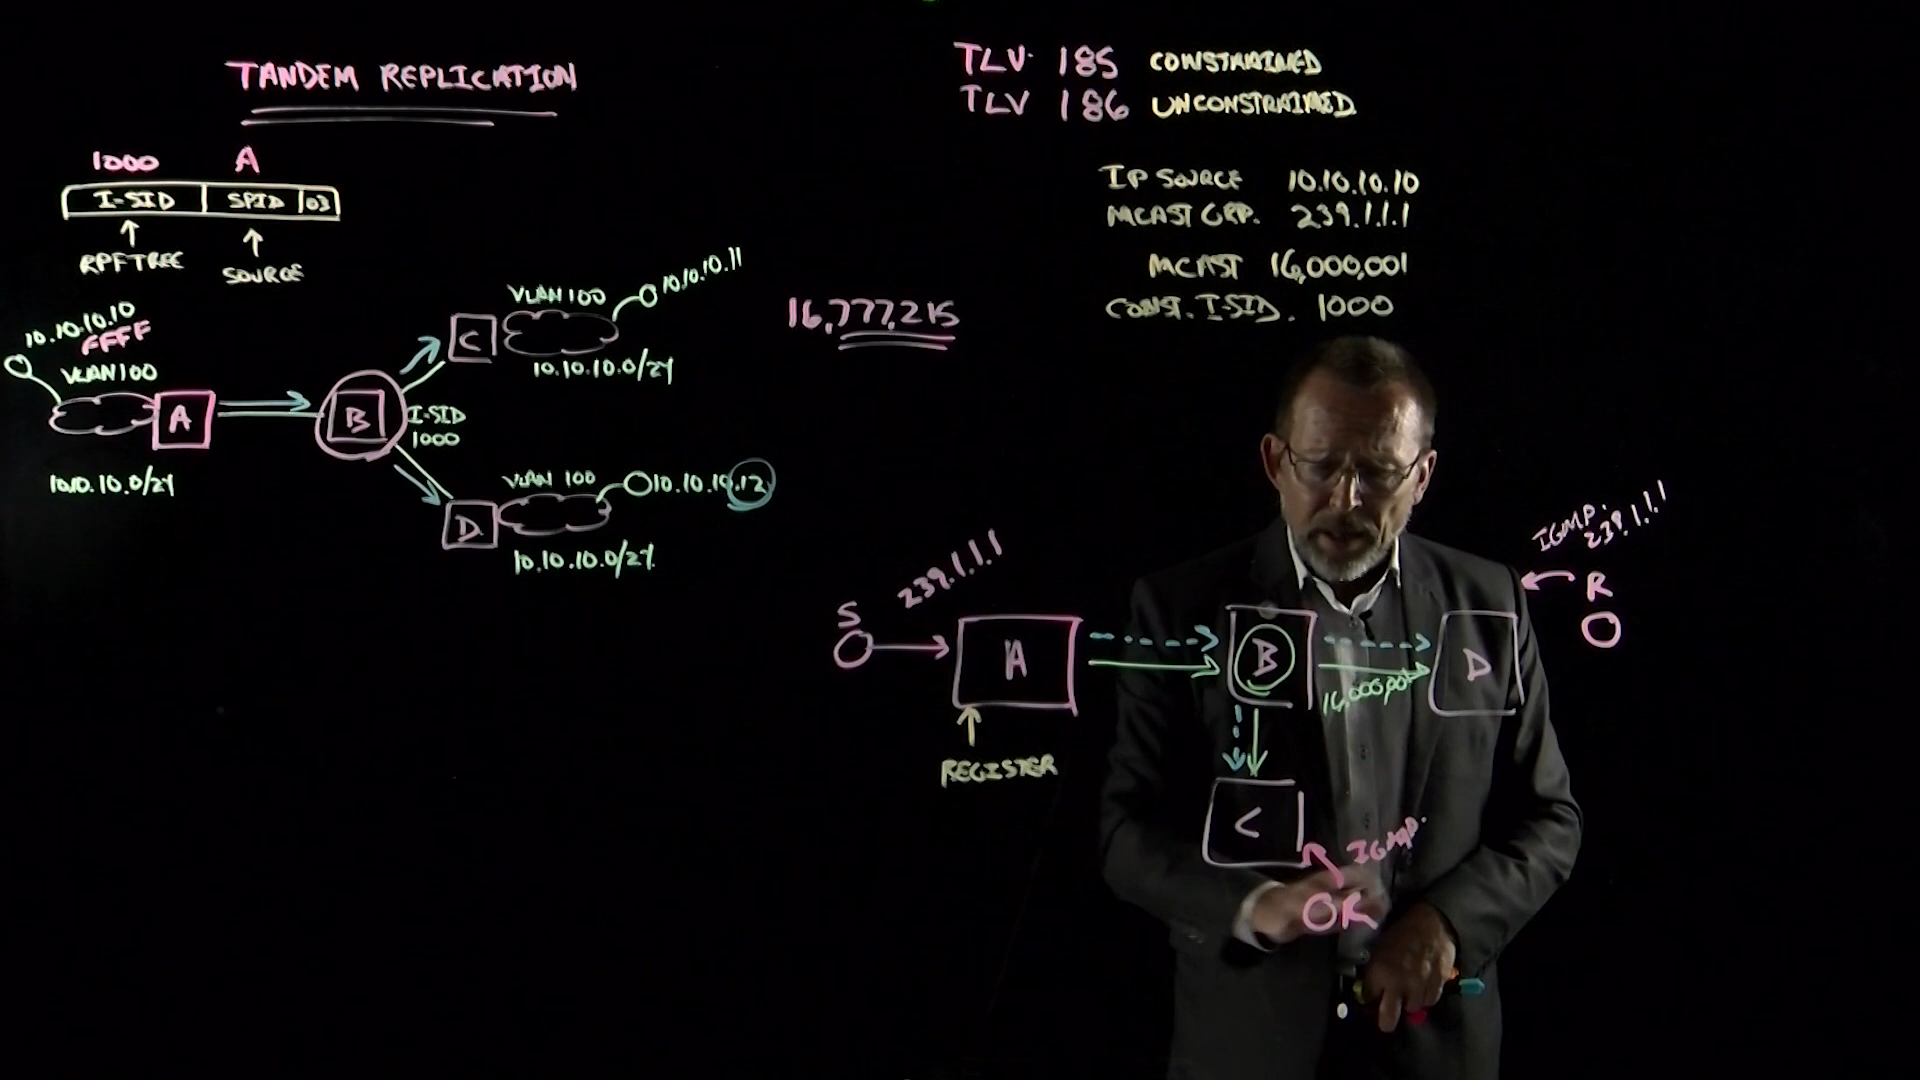 TANDEM REPLICATION
1000 A
I-SID SPID 03
RPF TREE SOURCE
10.10.10.10
FFFF
VLAN 100
A
10.10.10.0/24
B
I-SID
1000
C
VLAN 100
10.10.10.11
10.10.10.0/24
D
VLAN 100
10.10.10.12
10.10.10.0/24
16,777,215
TLV 185 CONSTRAINED
TLV 186 UNCONSTRAINED
IP SOURCE 10.10.10.10
MCAST GRP. 239.1.1.1
MCAST 16,000,001
CONST. I-SID. 1000
S
239.1.1.1
A
REGISTER
B
16,000,001
D
IGMP.
239.1.1.1
R
C
IGMP.
R